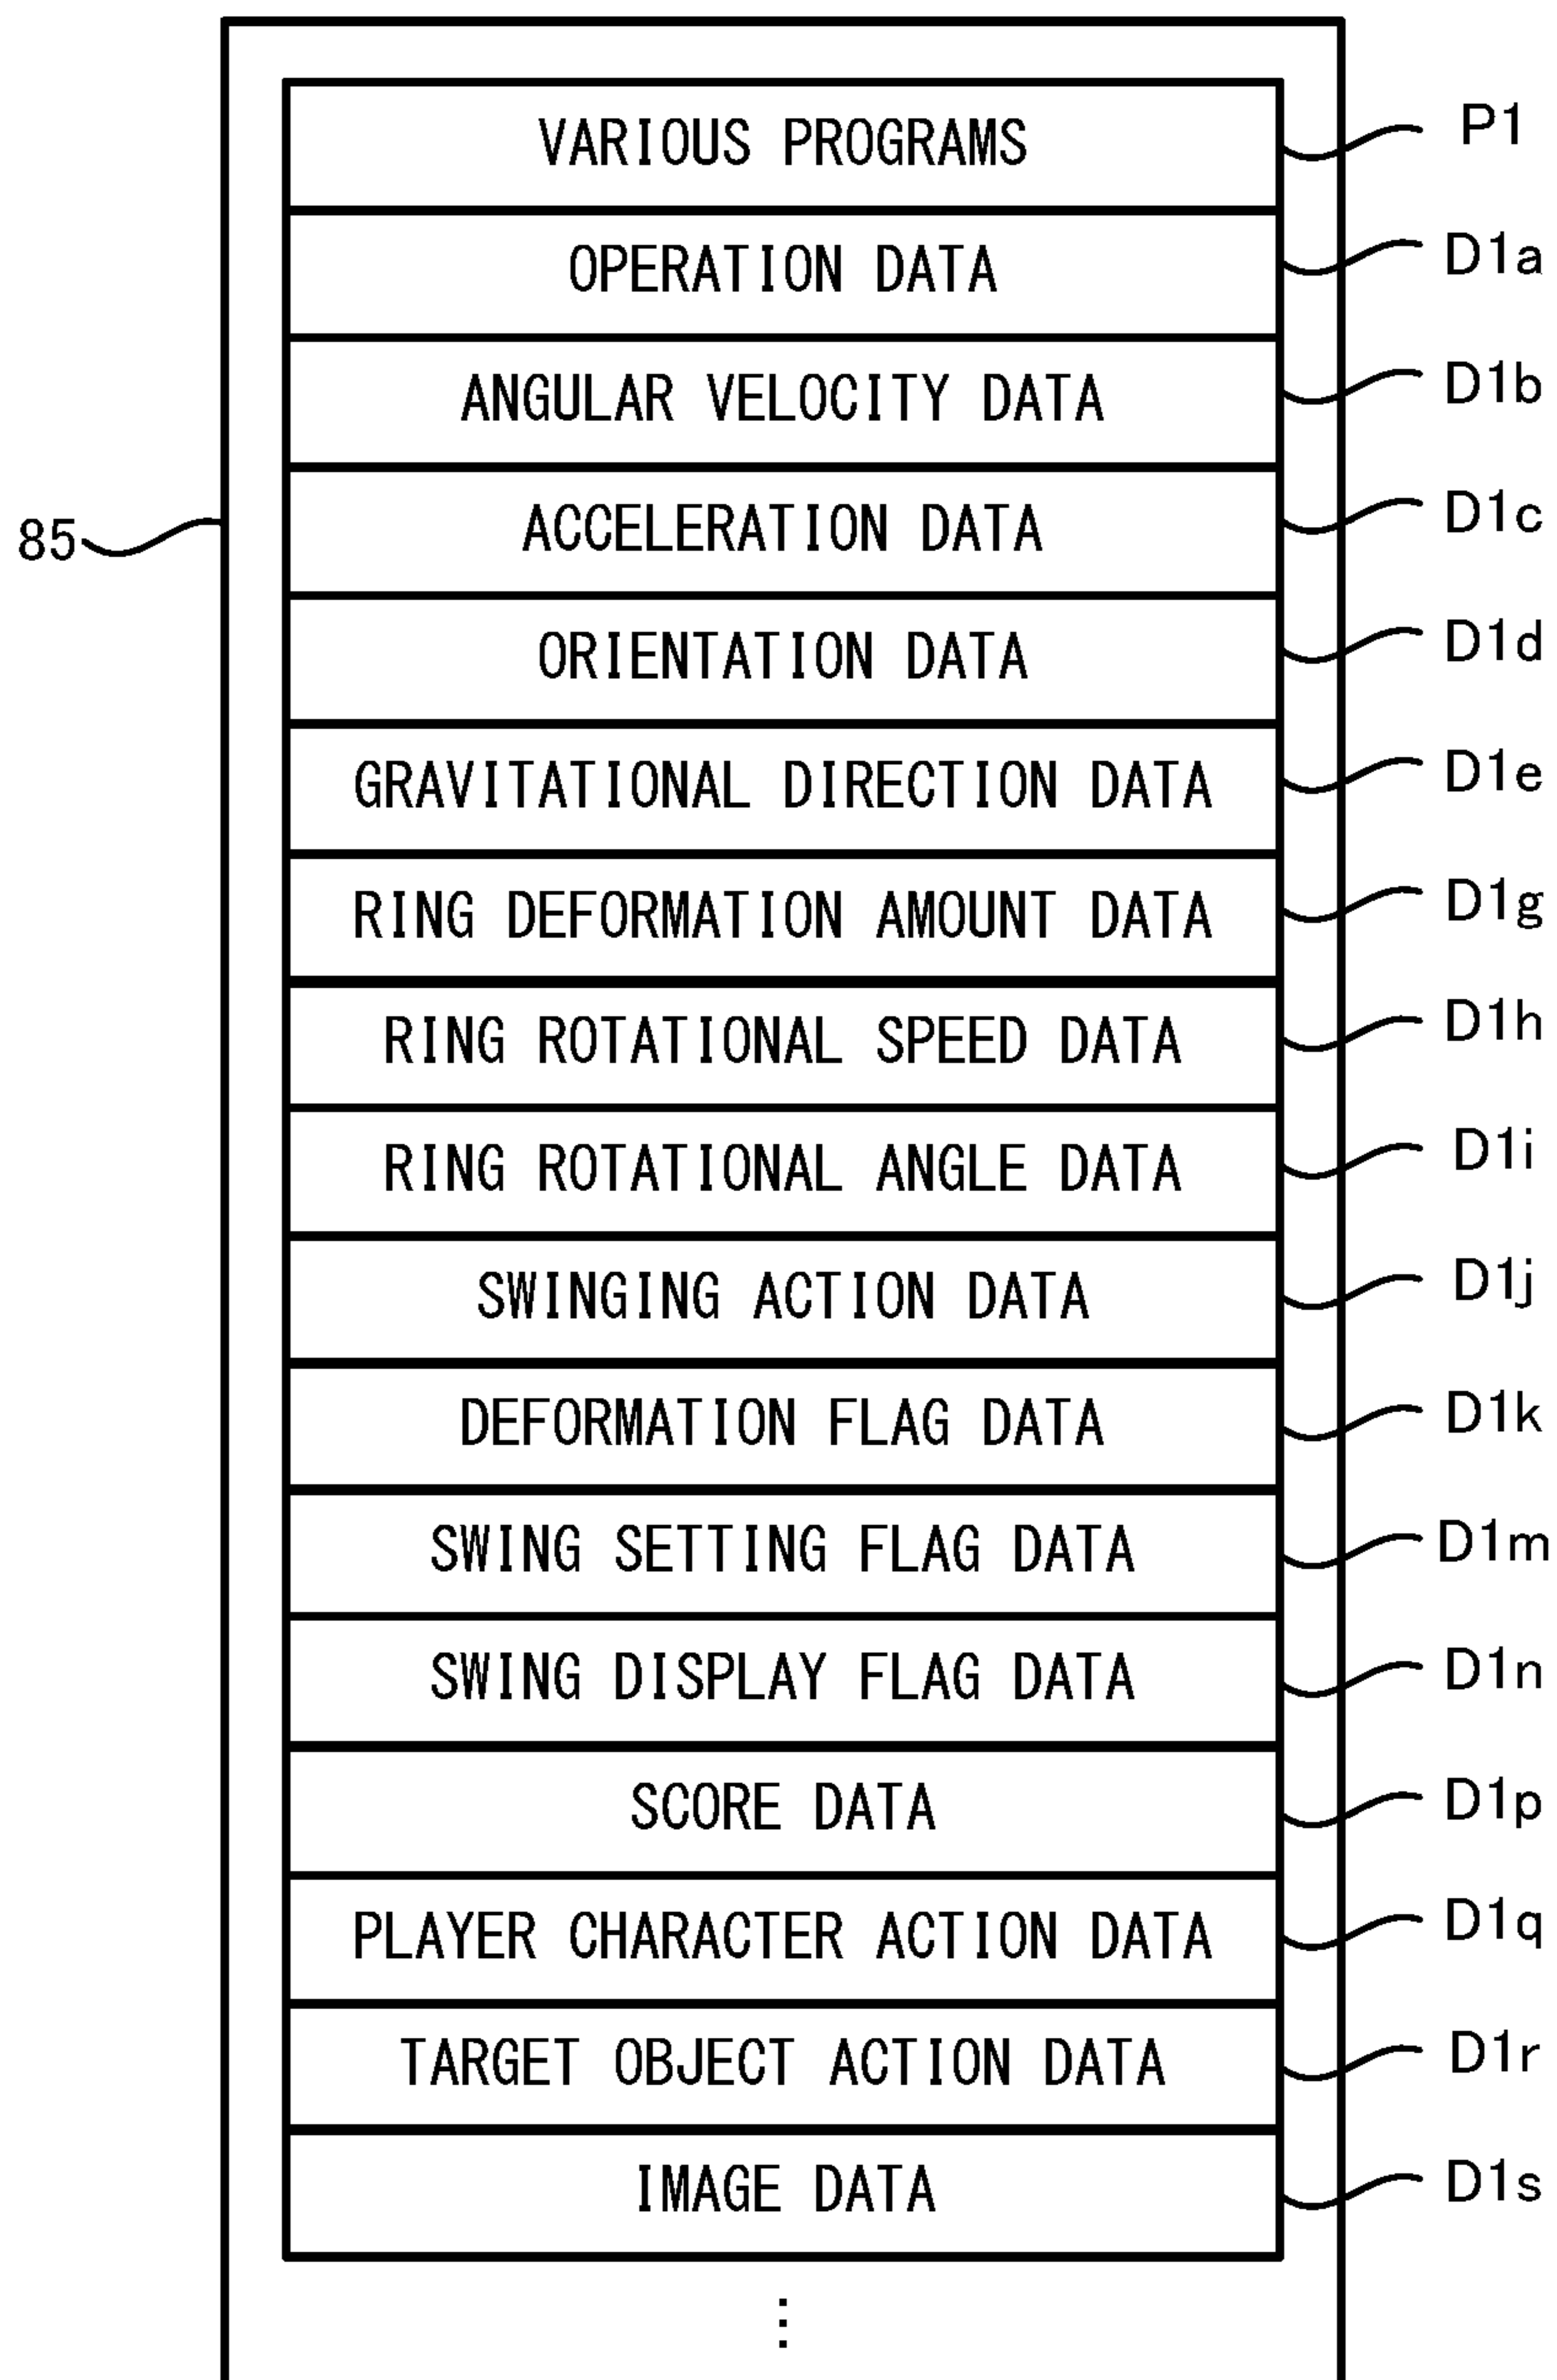 VARIOUS PROGRAMS P1
OPERATION DATA D1a
ANGULAR VELOCITY DATA D1b
ACCELERATION DATA D1c
85
ORIENTATION DATA D1d
GRAVITATIONAL DIRECTION DATA D1e
RING DEFORMATION AMOUNT DATA D1g
RING ROTATIONAL SPEED DATA D1h
RING ROTATIONAL ANGLE DATA D1i
SWINGING ACTION DATA D1j
DEFORMATION FLAG DATA D1k
SWING SETTING FLAG DATA D1m
SWING DISPLAY FLAG DATA D1n
SCORE DATA D1p
PLAYER CHARACTER ACTION DATA D1q
TARGET OBJECT ACTION DATA D1r
IMAGE DATA D1s
⋮